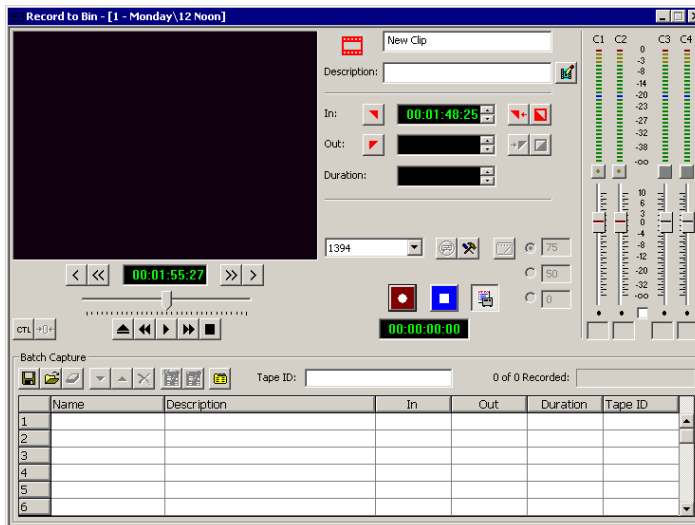 Record to Bin - [1 - Monday\12 Noon]
New Clip
Description:
In: 00:01:48:25
Out:
Duration:
1394
75
50
0
< << 00:01:55:27 >> >
CTL →0←
00:00:00:00
C1 C2 C3 C4
0
-3
-8
-14
-20
-23
-27
-32
-38
-oo
10
6
3
0
-4
-8
-12
-20
-32
-oo
Batch Capture
Tape ID:
0 of 0 Recorded:
Name Description In Out Duration Tape ID
1
2
3
4
5
6